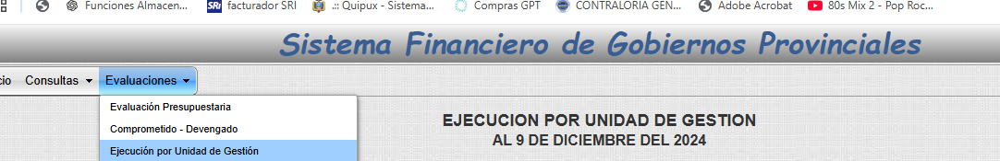 Funciones Almacen...
SRi facturador SRI
.:: Quipux - Sistema...
Compras GPT
CONTRALORIA GEN...
Adobe Acrobat
80s Mix 2 - Pop Roc...
Sistema Financiero de Gobiernos Provinciales
cio Consultas Evaluaciones
Evaluación Presupuestaria
Comprometido - Devengado
Ejecución por Unidad de Gestión
EJECUCION POR UNIDAD DE GESTION
AL 9 DE DICIEMBRE DEL 2024